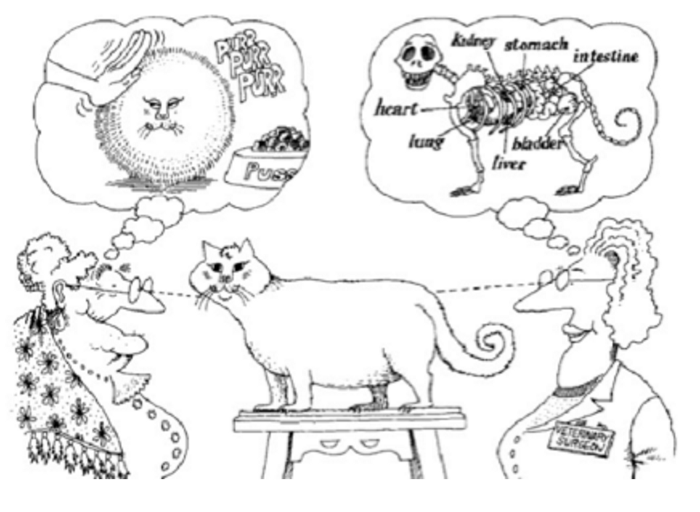 PURR
PURR
PURR
PUSS
kidney
stomach
intestine
heart
lung
bladder
liver
VETERINARY
SURGEON